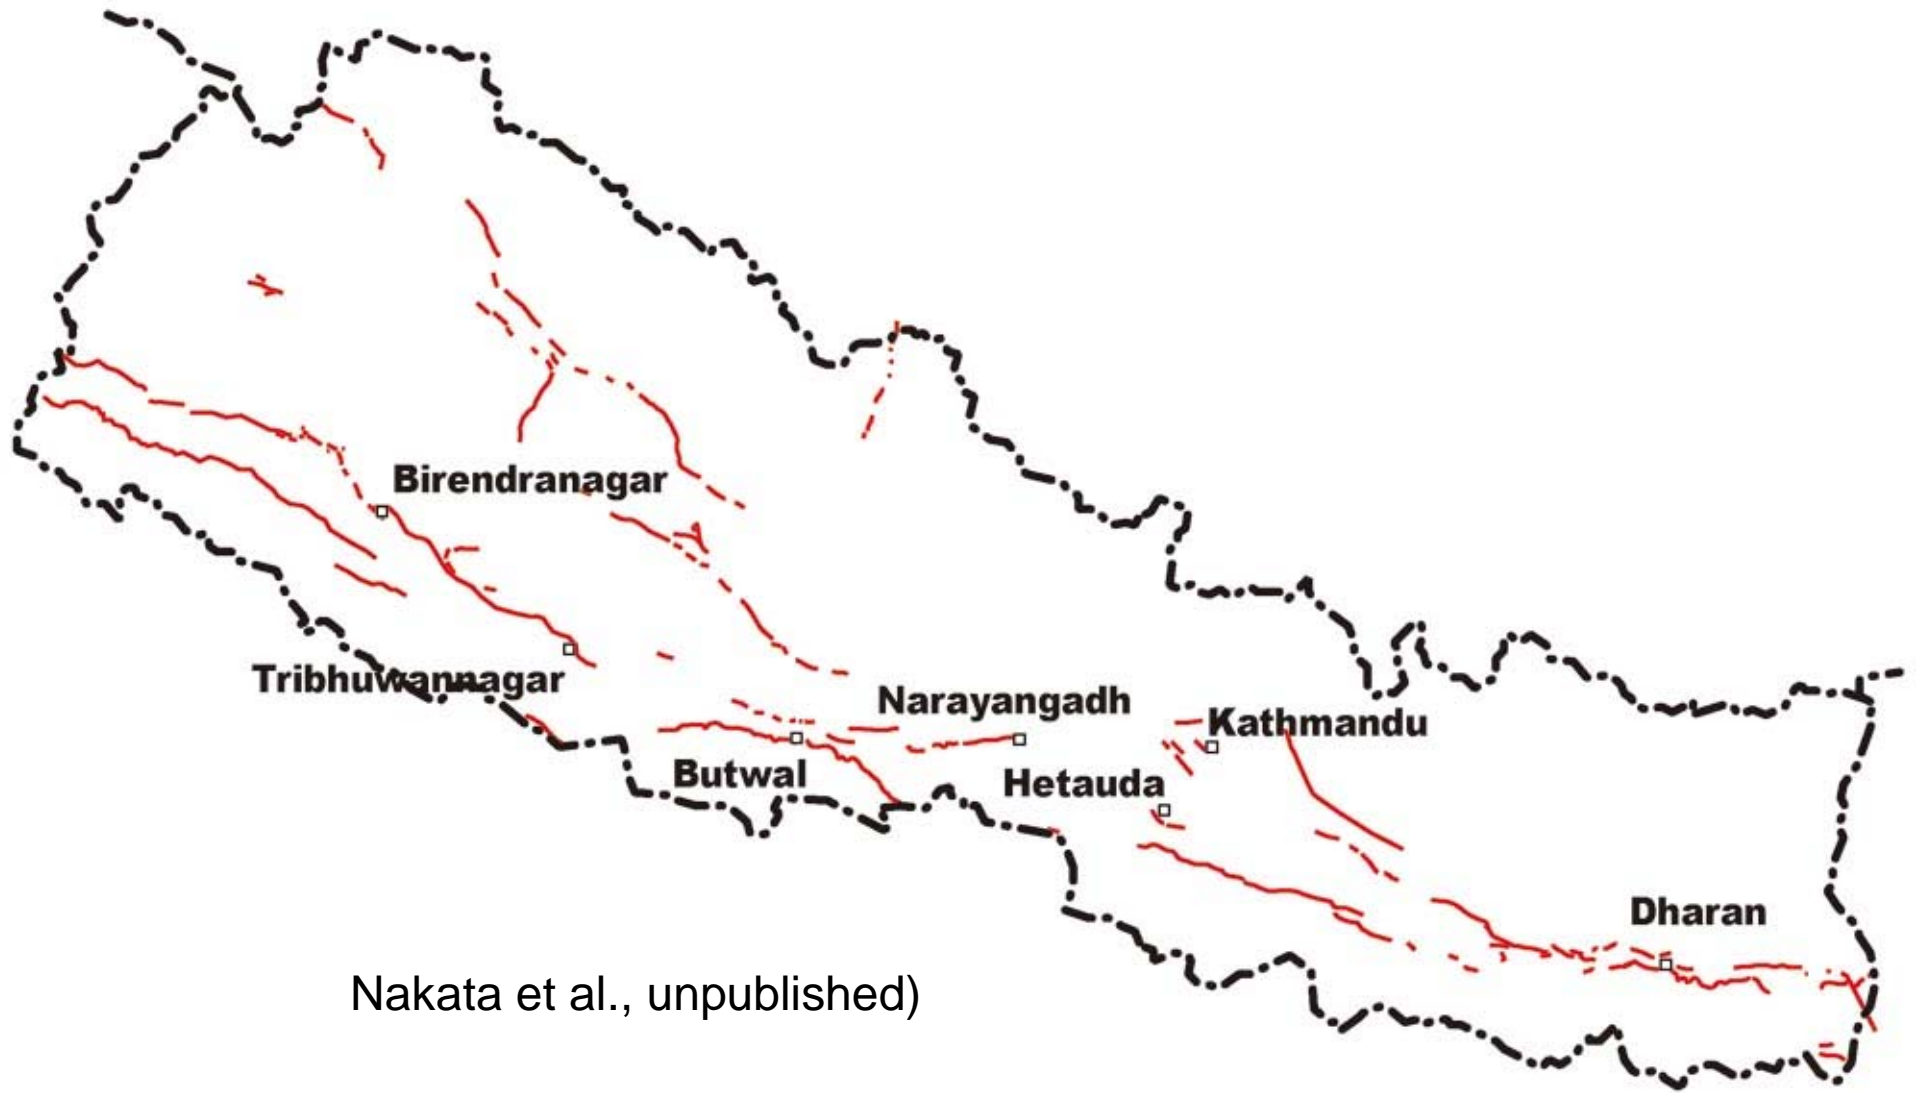 Birendranagar
Tribhuwannagar
Narayangadh
Kathmandu
Butwal
Hetauda
Dharan
Nakata et al., unpublished)